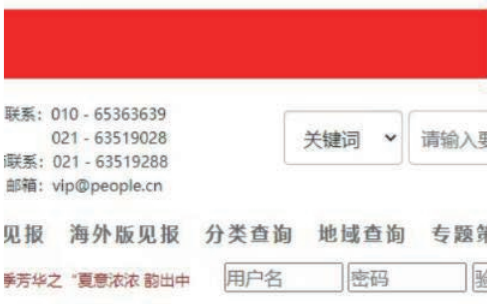 联系：010 - 65363639
021 - 63519028
联系：021 - 63519288
邮箱：vip@people.cn
关键词
请输入要
见报 海外版见报 分类查询 地域查询 专题
季芳华之 “夏意浓浓 韵出中
用户名
密码